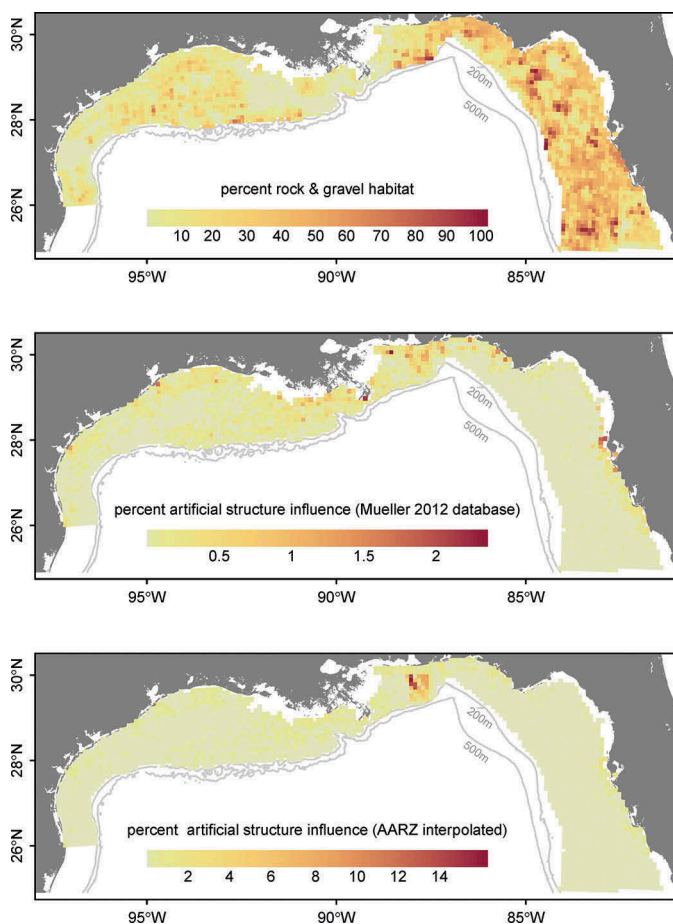 30°N
28°N
26°N
200m
500m
percent rock & gravel habitat
10 20 30 40 50 60 70 80 90 100
95°W 90°W 85°W
30°N
28°N
26°N
200m
500m
percent artificial structure influence (Mueller 2012 database)
0.5 1 1.5 2
95°W 90°W 85°W
30°N
28°N
26°N
200m
500m
percent artificial structure influence (AARZ interpolated)
2 4 6 8 10 12 14
95°W 90°W 85°W